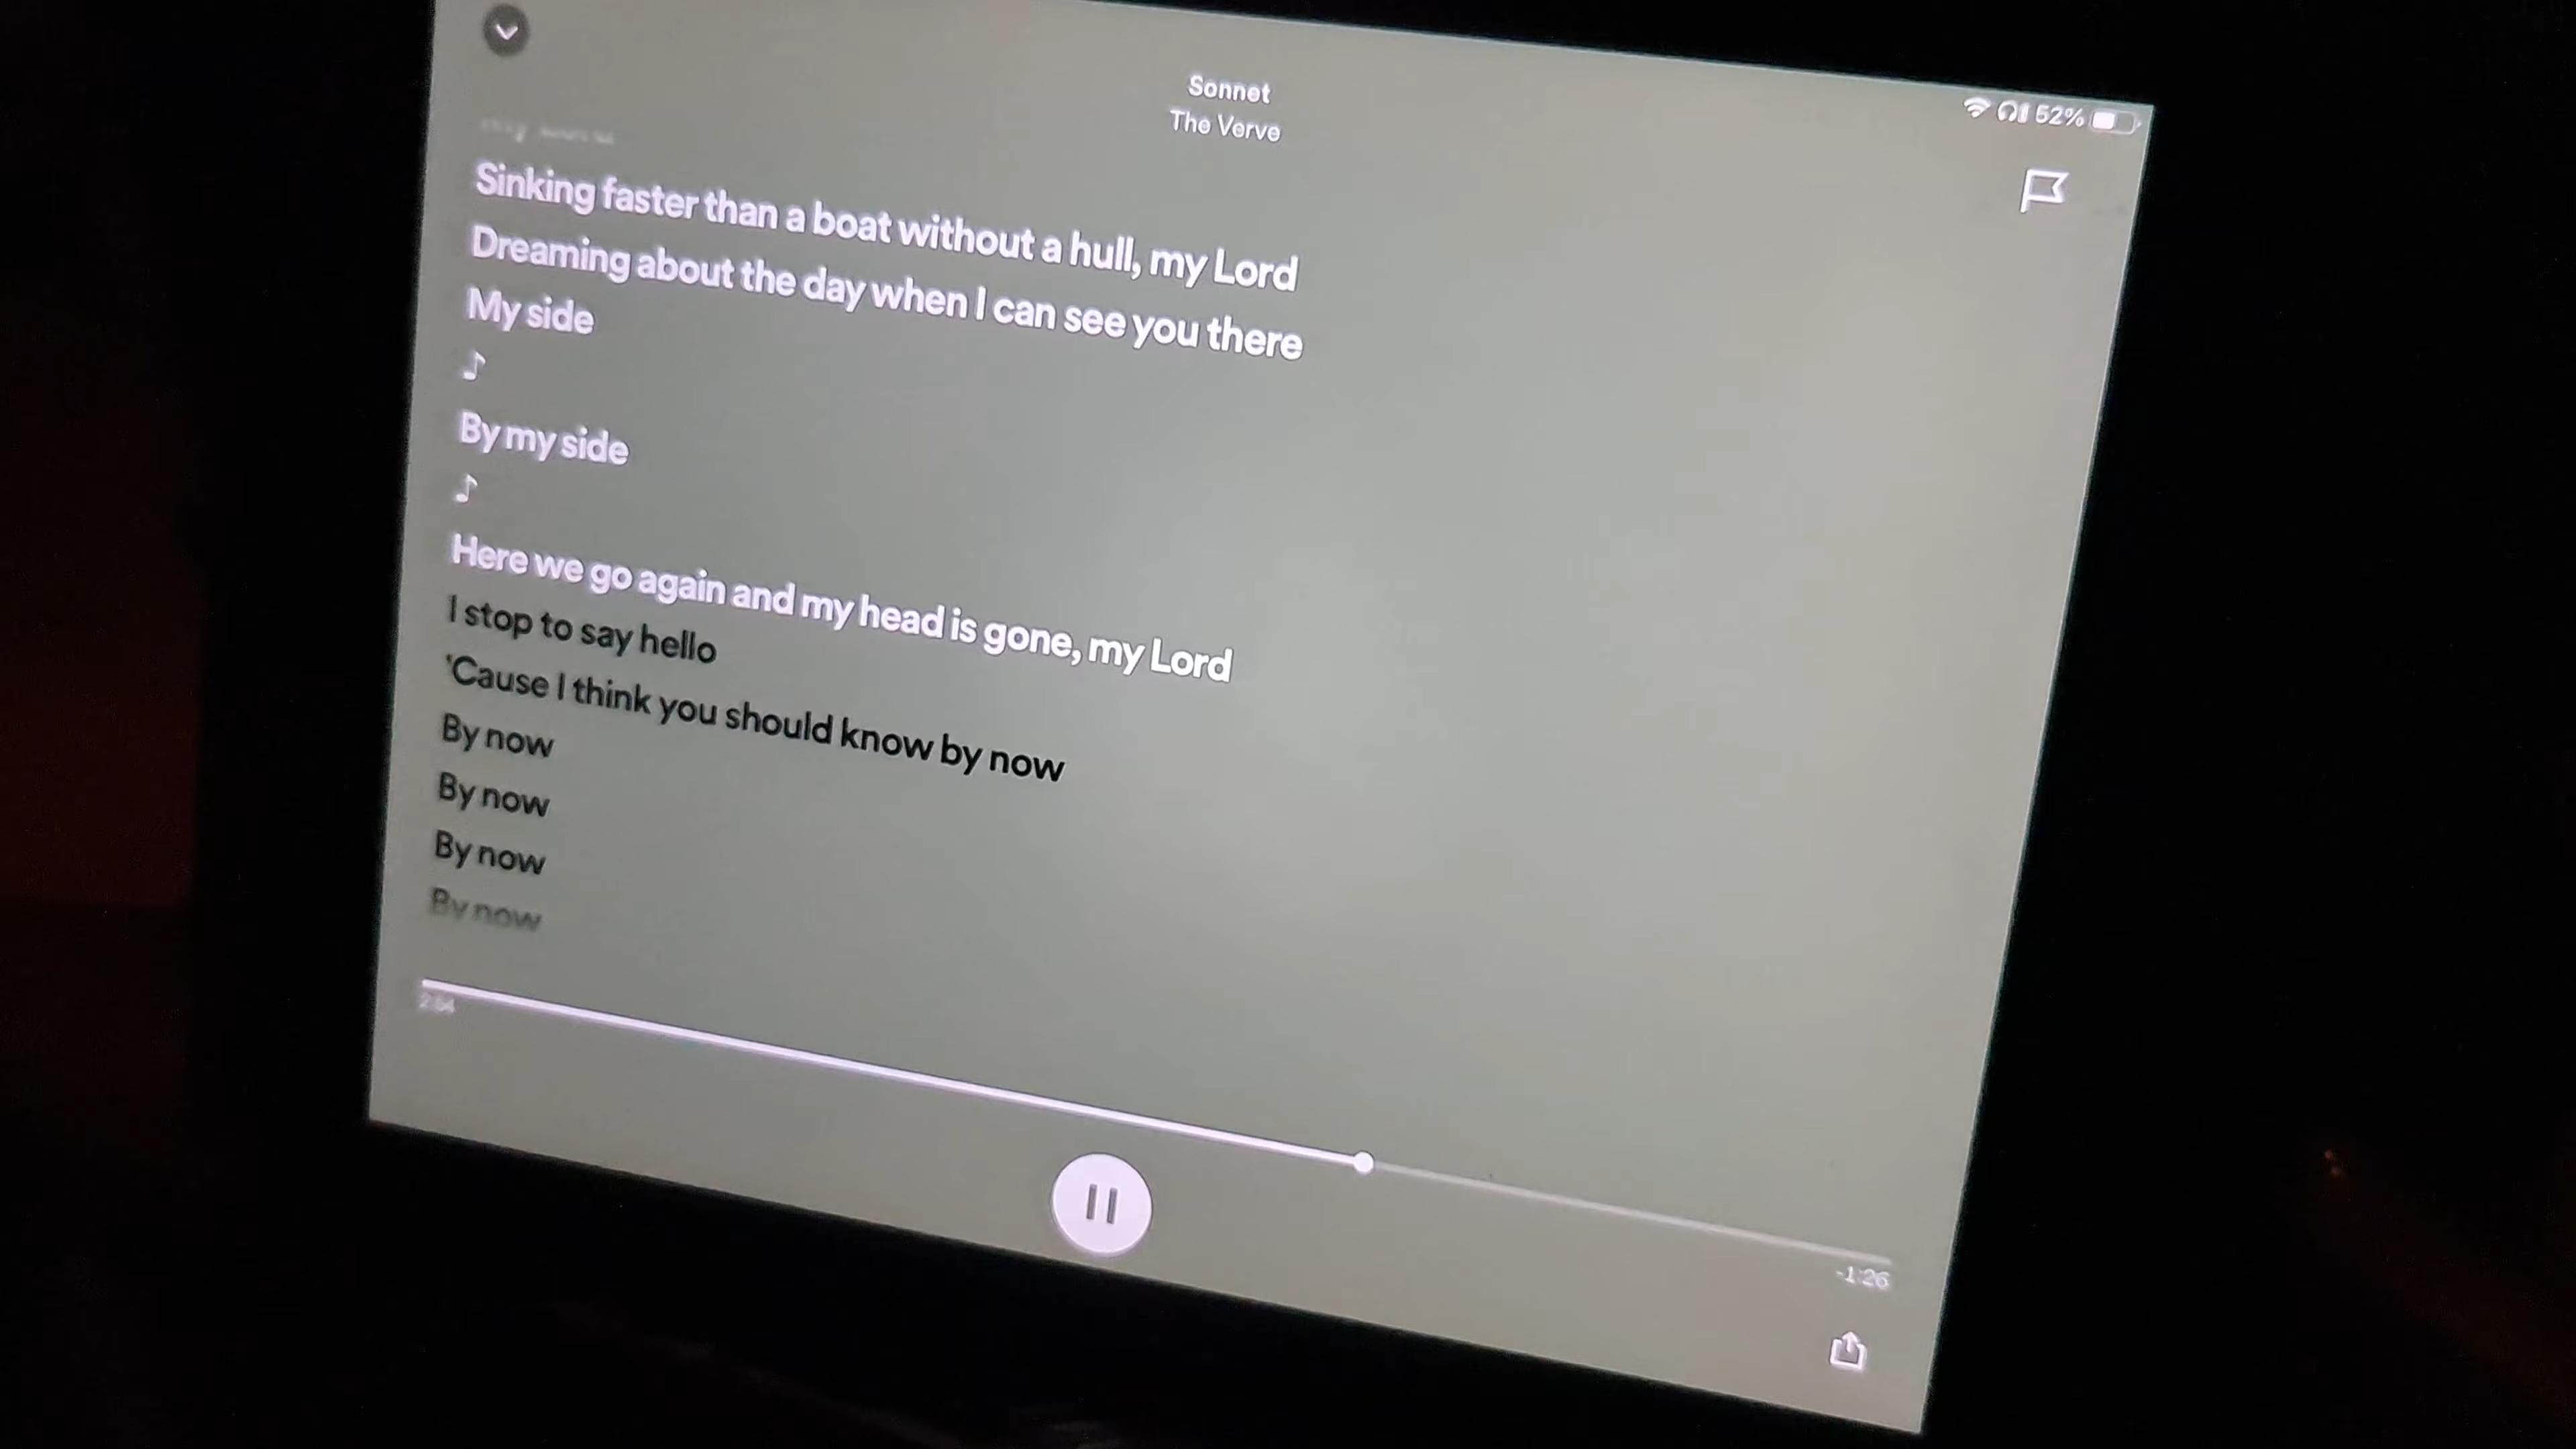 Sonnet
The Verve
52%
Sinking faster than a boat without a hull, my Lord
Dreaming about the day when I can see you there
My side
♪
By my side
♪
Here we go again and my head is gone, my Lord
I stop to say hello
'Cause I think you should know by now
By now
By now
By now
By now
2:54
-1:26